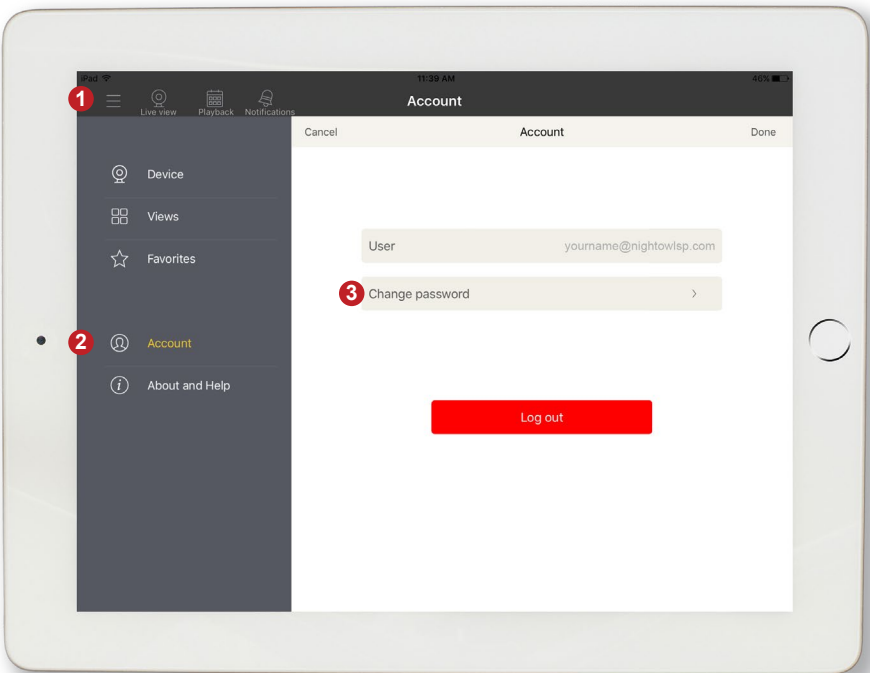 iPad
11:39 AM
46%
1
Live view
Playback
Notifications
Account
Cancel
Account
Done
Device
Views
Favorites
2
Account
About and Help
User
yourname@nightowlsp.com
3
Change password
Log out